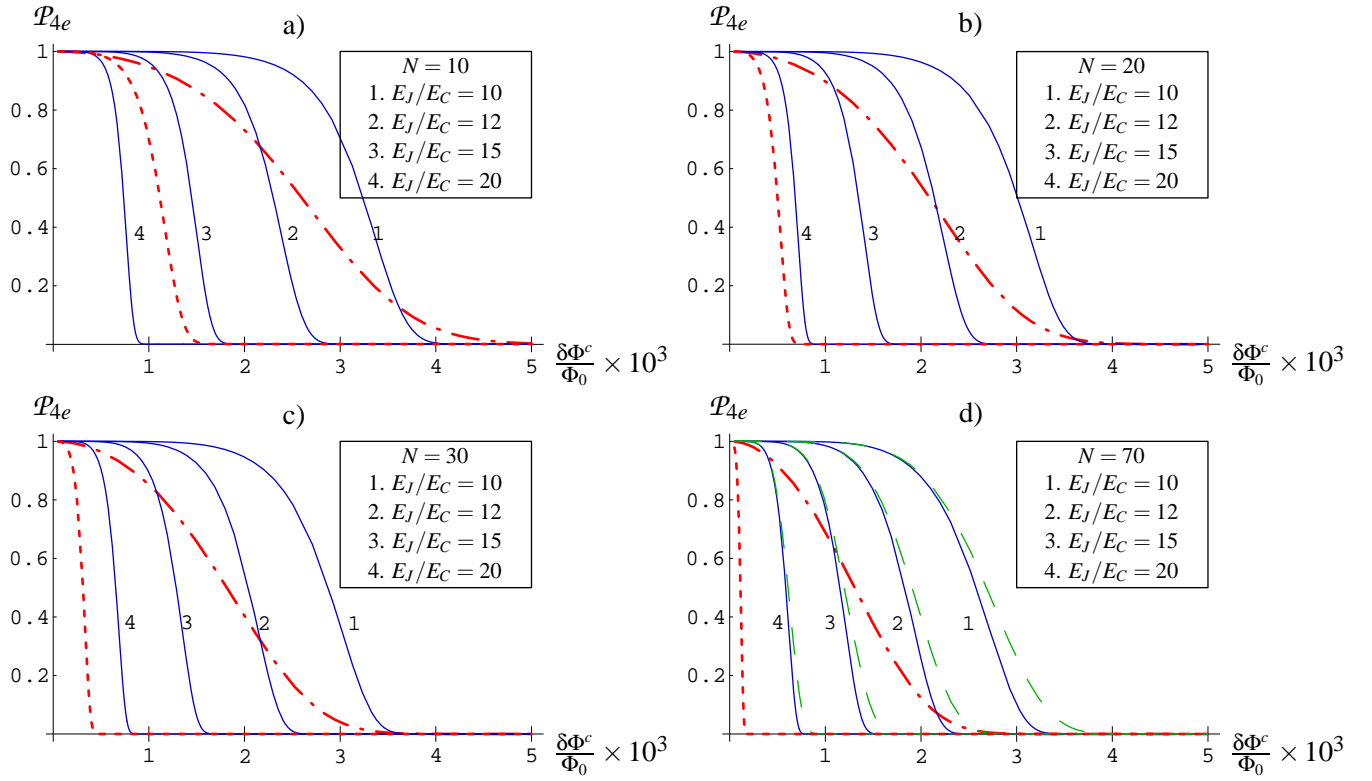 𝒫4e
a)
1
0.8
0.6
0.4
0.2
N = 10
1. EJ/EC = 10
2. EJ/EC = 12
3. EJ/EC = 15
4. EJ/EC = 20
4 3 2 1
1 2 3 4 5
δΦc/Φ0 × 10³
𝒫4e
b)
1
0.8
0.6
0.4
0.2
N = 20
1. EJ/EC = 10
2. EJ/EC = 12
3. EJ/EC = 15
4. EJ/EC = 20
4 3 2 1
1 2 3 4 5
δΦc/Φ0 × 10³
𝒫4e
c)
1
0.8
0.6
0.4
0.2
N = 30
1. EJ/EC = 10
2. EJ/EC = 12
3. EJ/EC = 15
4. EJ/EC = 20
4 3 2 1
1 2 3 4 5
δΦc/Φ0 × 10³
𝒫4e
d)
1
0.8
0.6
0.4
0.2
N = 70
1. EJ/EC = 10
2. EJ/EC = 12
3. EJ/EC = 15
4. EJ/EC = 20
4 3 2 1
1 2 3 4 5
δΦc/Φ0 × 10³